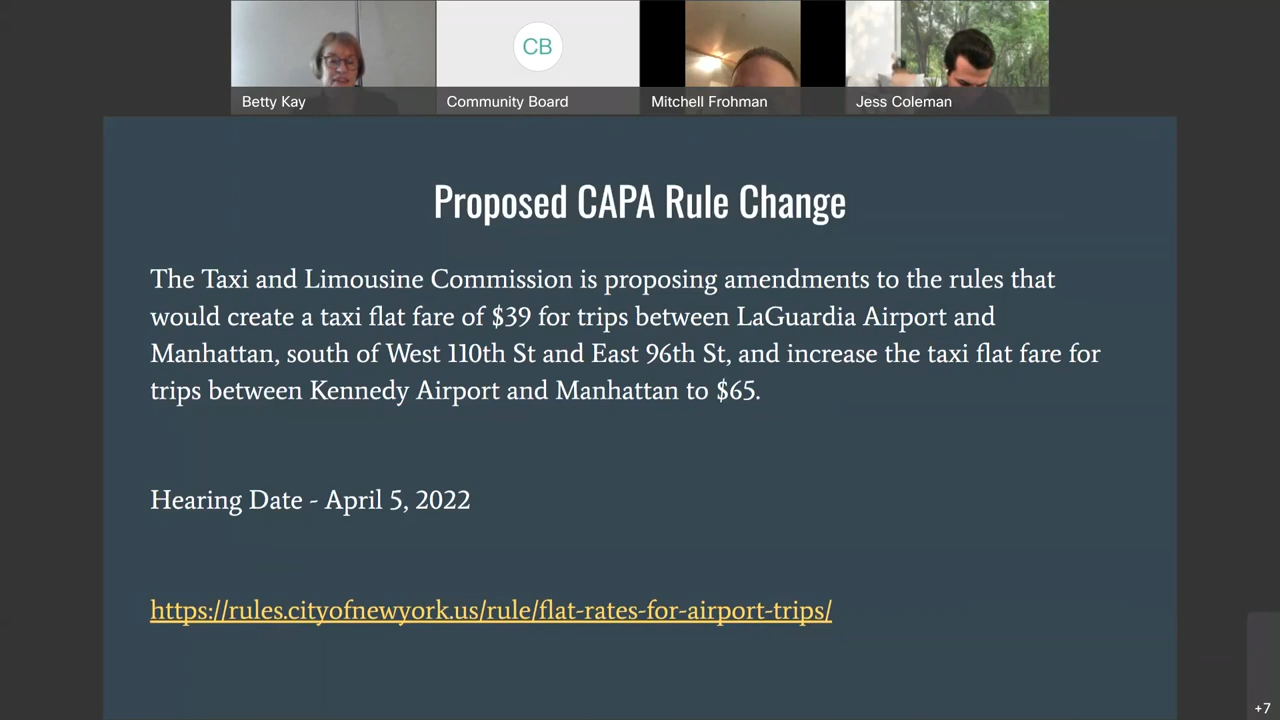 CB
Betty Kay
Community Board
Mitchell Frohman
Jess Coleman
Proposed CAPA Rule Change
The Taxi and Limousine Commission is proposing amendments to the rules that
would create a taxi flat fare of $39 for trips between LaGuardia Airport and
Manhattan, south of West 110th St and East 96th St, and increase the taxi flat fare for
trips between Kennedy Airport and Manhattan to $65.
Hearing Date - April 5, 2022
https://rules.cityofnewyork.us/rule/flat-rates-for-airport-trips/
+7